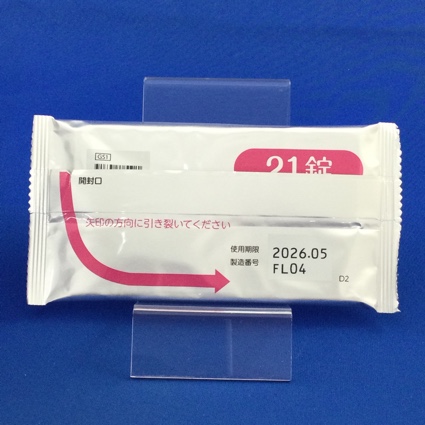 GS1
21錠
開封口
矢印の方向に引き裂いてください
使用期限 2026.05
製造番号 FL04
D2